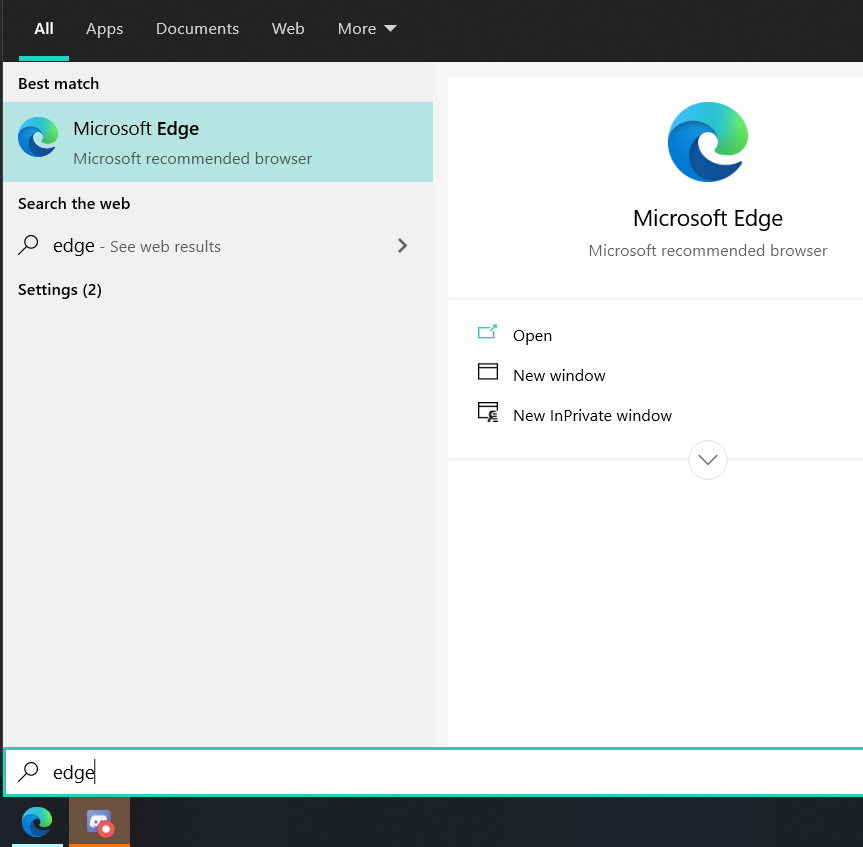 All Apps Documents Web More
Best match
Microsoft Edge
Microsoft recommended browser
Search the web
edge - See web results
Settings (2)
Microsoft Edge
Microsoft recommended browser
Open
New window
New InPrivate window
edge